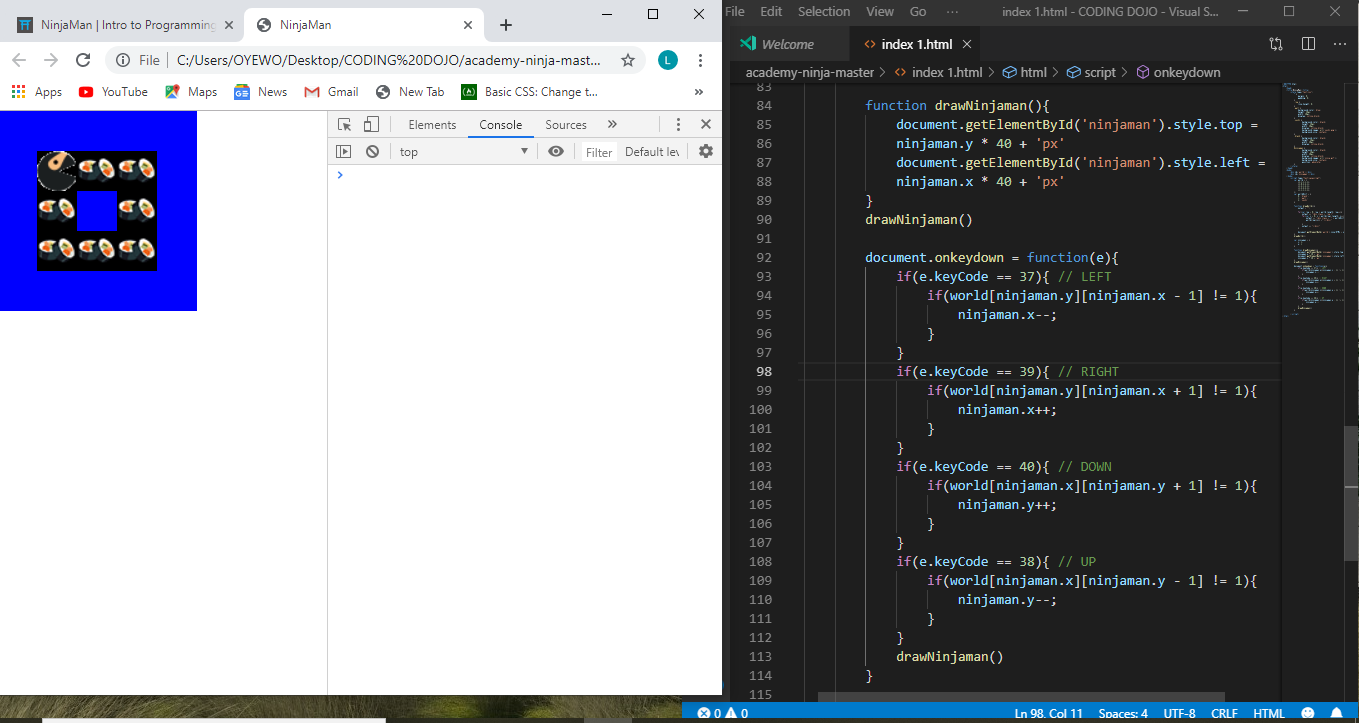 NinjaMan | Intro to Programming
NinjaMan
File
C:/Users/OYEWO/Desktop/CODING%20DOJO/academy-ninja-mast...
L
Apps
YouTube
Maps
News
Gmail
New Tab
Basic CSS: Change t...
»
Elements
Console
Sources
»
top
Filter
File Edit Selection View Go ··· index 1.html - CODING DOJO - Visual S...
Welcome
index 1.html
academy-ninja-master > index 1.html > html > script > onkeydown
83
84 function drawNinjaman(){
85 document.getElementById('ninjaman').style.top =
86 ninjaman.y * 40 + 'px'
87 document.getElementById('ninjaman').style.left =
88 ninjaman.x * 40 + 'px'
89 }
90 drawNinjaman()
91
92 document.onkeydown = function(e){
93 if(e.keyCode == 37){ // LEFT
94 if(world[ninjaman.y][ninjaman.x - 1] != 1){
95 ninjaman.x--;
96 }
97 }
98 if(e.keyCode == 39){ // RIGHT
99 if(world[ninjaman.y][ninjaman.x + 1] != 1){
100 ninjaman.x++;
101 }
102 }
103 if(e.keyCode == 40){ // DOWN
104 if(world[ninjaman.x][ninjaman.y + 1] != 1){
105 ninjaman.y++;
106 }
107 }
108 if(e.keyCode == 38){ // UP
109 if(world[ninjaman.x][ninjaman.y - 1] != 1){
110 ninjaman.y--;
111 }
112 }
113 drawNinjaman()
114 }
115
0 0
Ln 98, Col 11 Spaces: 4 UTF-8 CRLF HTML